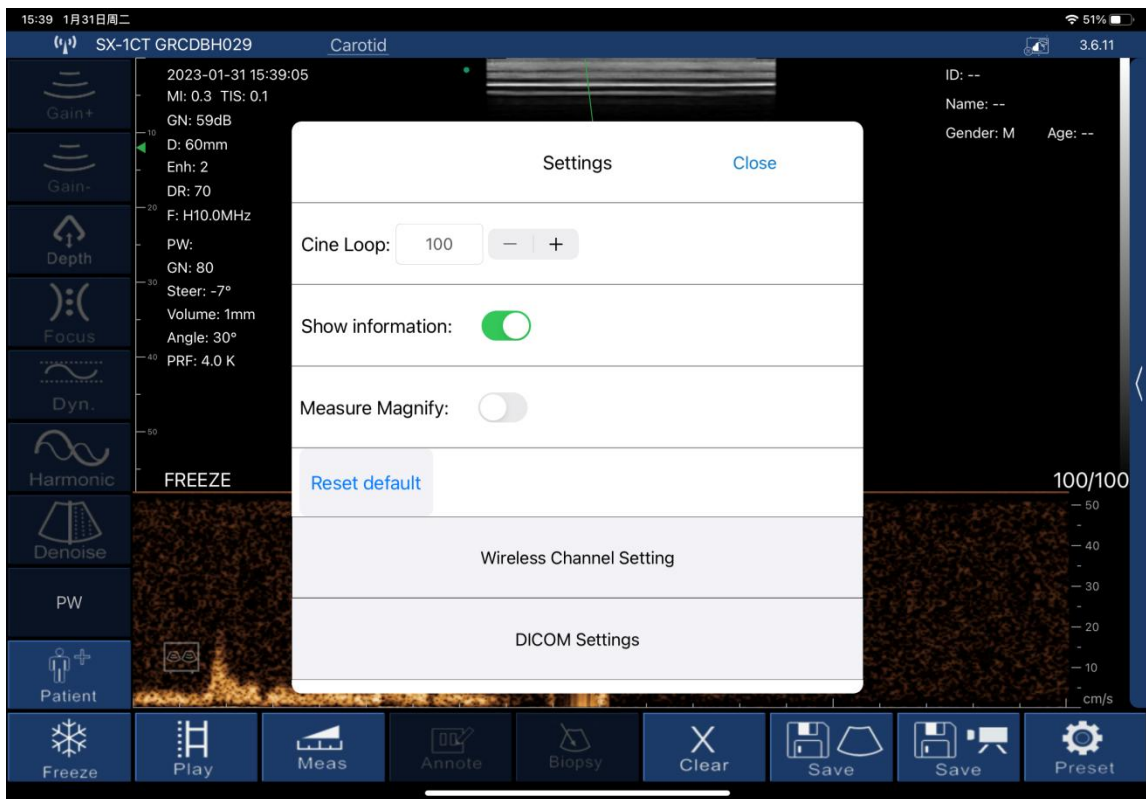 15:39 1月31日周二
51%
SX-1CT GRCDBH029
Carotid
3.6.11
Gain+
Gain-
Depth
Focus
Dyn.
Harmonic
Denoise
PW
Patient
2023-01-31 15:39:05
MI: 0.3 TIS: 0.1
GN: 59dB
D: 60mm
Enh: 2
DR: 70
F: H10.0MHz
PW:
GN: 80
Steer: -7°
Volume: 1mm
Angle: 30°
PRF: 4.0 K
10
20
30
40
50
FREEZE
ID: --
Name: --
Gender: M Age: --
Settings
Close
Cine Loop: 100 − +
Show information:
Measure Magnify:
Reset default
Wireless Channel Setting
DICOM Settings
100/100
50
40
30
20
10
cm/s
Freeze
Play
Meas
Annote
Biopsy
Clear
Save
Save
Preset